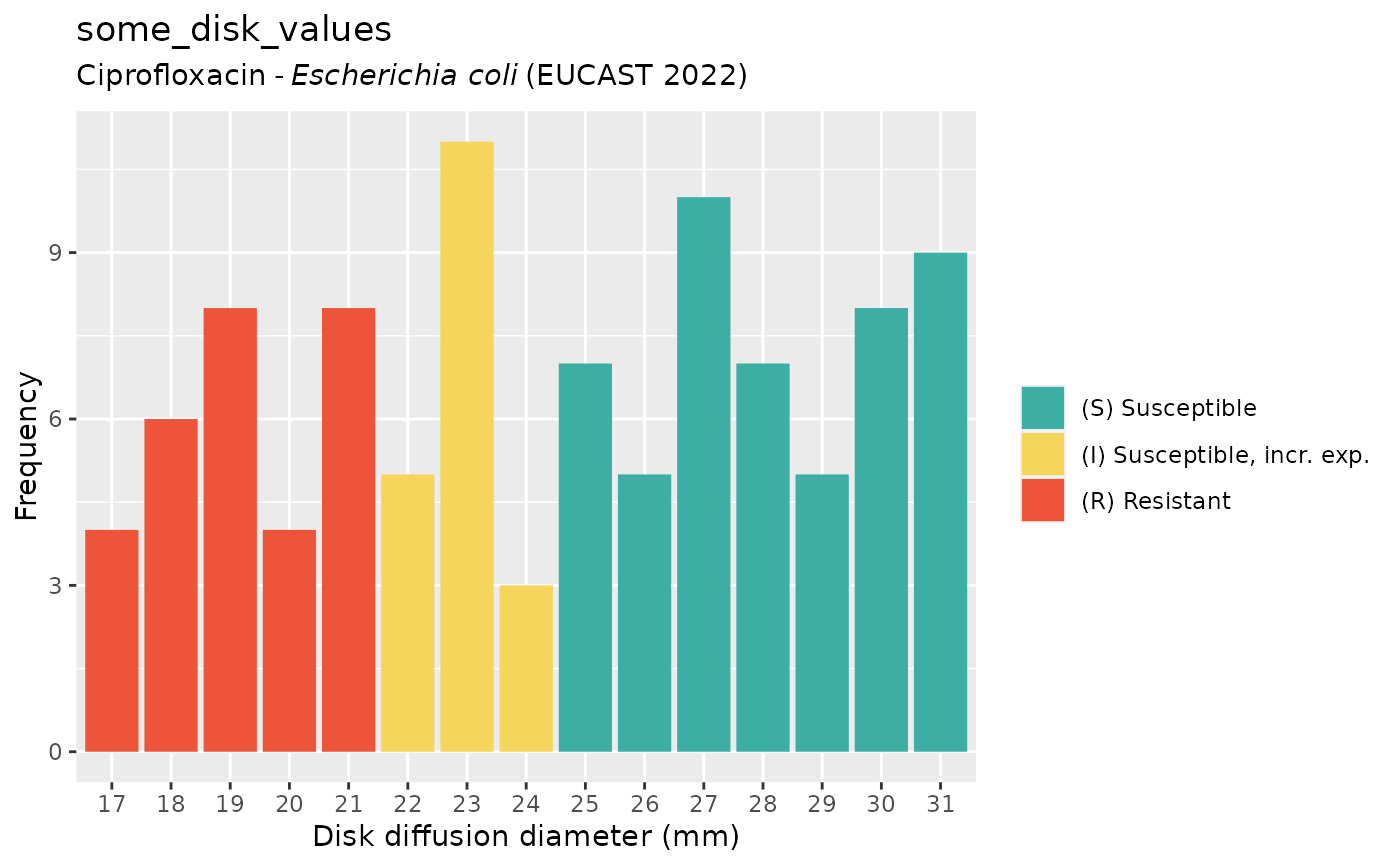 some_disk_values
Ciprofloxacin - Escherichia coli (EUCAST 2022)
Frequency
9
6
3
0
17 18 19 20 21 22 23 24 25 26 27 28 29 30 31
Disk diffusion diameter (mm)
(S) Susceptible
(I) Susceptible, incr. exp.
(R) Resistant